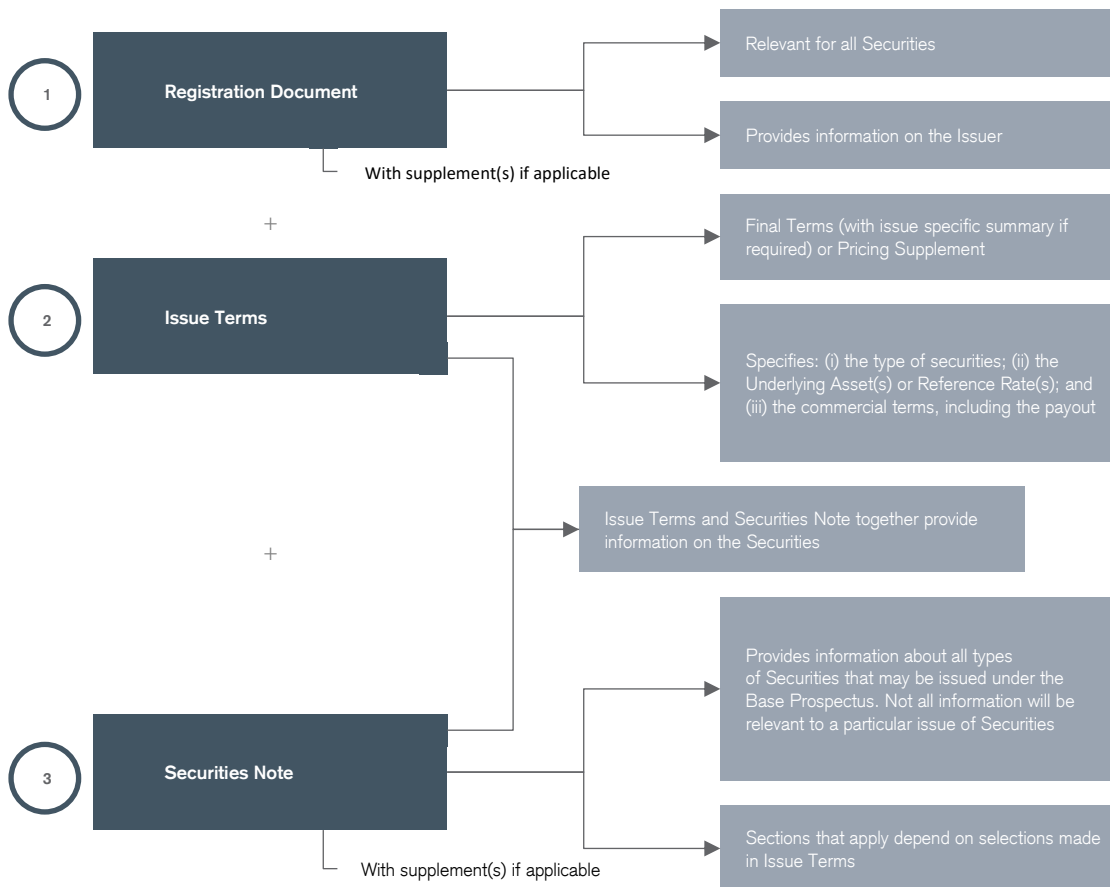 1
Registration Document
Relevant for all Securities
Provides information on the Issuer
With supplement(s) if applicable
+
2
Issue Terms
Final Terms (with issue specific summary if
required) or Pricing Supplement
Specifies: (i) the type of securities; (ii) the
Underlying Asset(s) or Reference Rate(s); and
(iii) the commercial terms, including the payout
+
Issue Terms and Securities Note together provide
information on the Securities
3
Securities Note
Provides information about all types
of Securities that may be issued under the
Base Prospectus. Not all information will be
relevant to a particular issue of Securities
Sections that apply depend on selections made
in Issue Terms
With supplement(s) if applicable